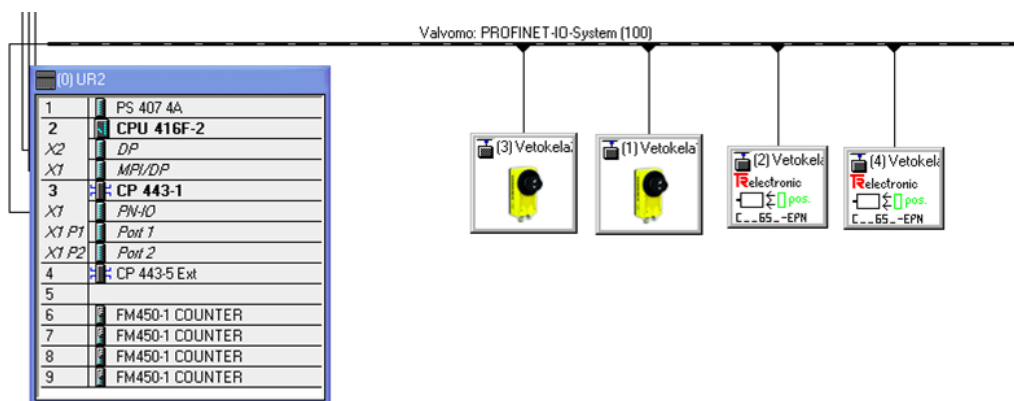 Valvomo: PROFINET-IO-System (100)
(0) UR2
1 PS 407 4A
2 CPU 416F-2
X2 DP
X1 MPI/DP
3 CP 443-1
X1 PN-IO
X1 P1 Port 1
X1 P2 Port 2
4 CP 443-5 Ext
5
6 FM450-1 COUNTER
7 FM450-1 COUNTER
8 FM450-1 COUNTER
9 FM450-1 COUNTER
(3) Vetokela
(1) Vetokela
(2) Vetokela
TRelectronic
pos.
C__65_-EPN
(4) Vetokela
TRelectronic
pos.
C__65_-EPN